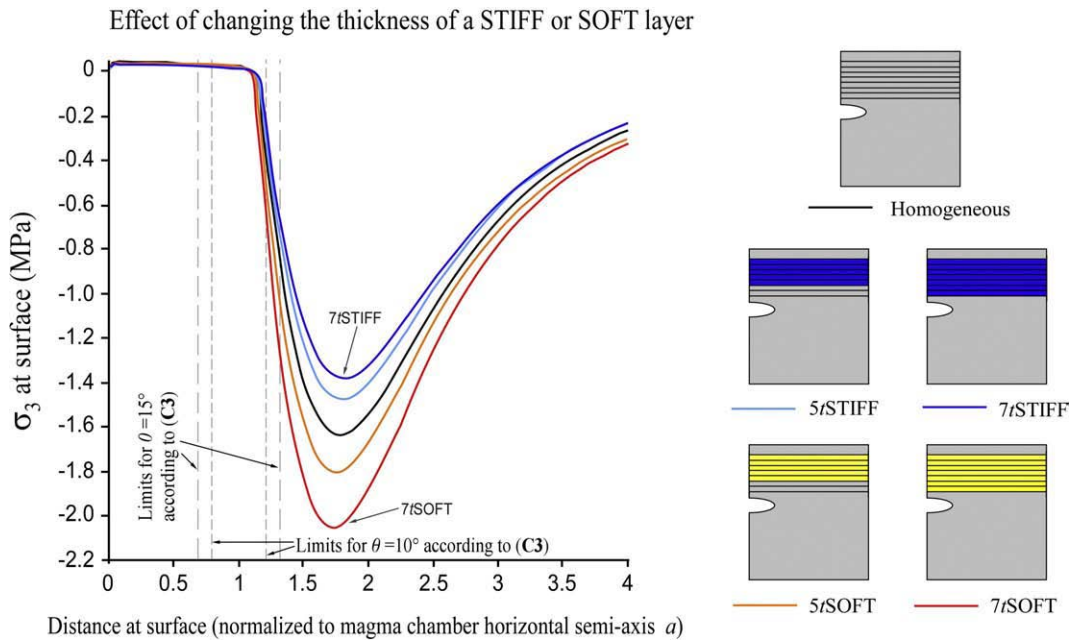 Effect of changing the thickness of a STIFF or SOFT layer
0
-0.2
-0.4
-0.6
-0.8
-1.0
-1.2
-1.4
-1.6
-1.8
-2.0
-2.2
σ3 at surface (MPa)
7tSTIFF
7tSOFT
Limits for θ =15°
according to (C3)
Limits for θ =10° according to (C3)
0
0.5
1
1.5
2
2.5
3
3.5
4
Distance at surface (normalized to magma chamber horizontal semi-axis a)
Homogeneous
5tSTIFF
7tSTIFF
5tSOFT
7tSOFT